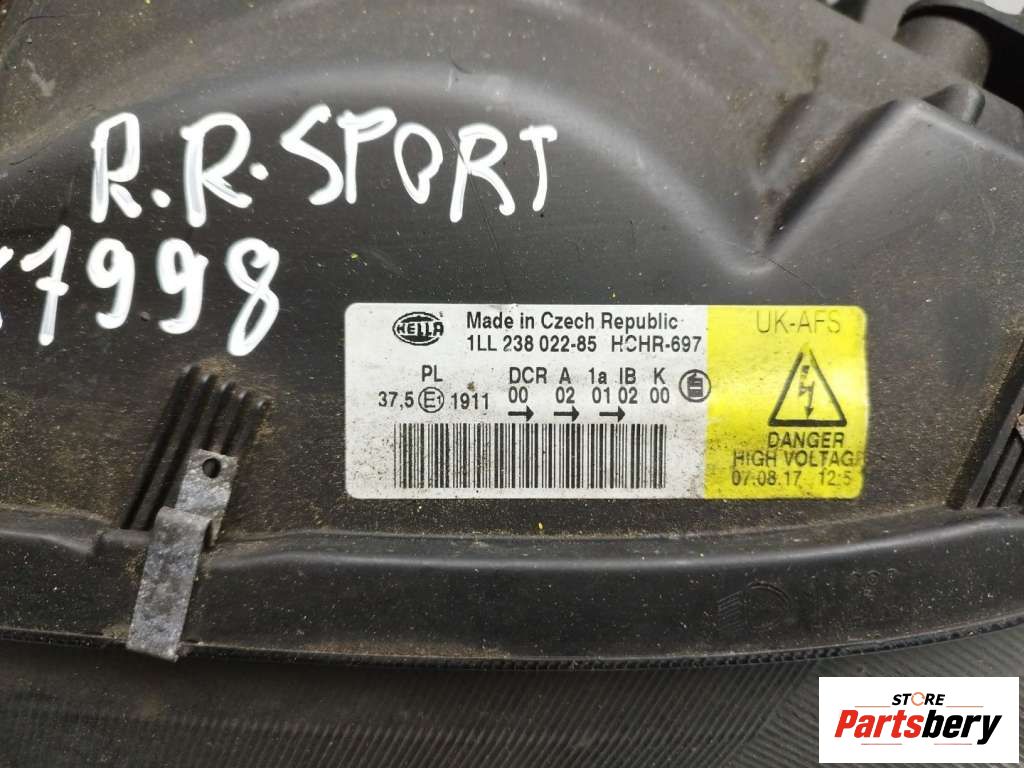 R.R. SPORT
7998
HELLA
Made in Czech Republic
1LL 238 022-85 HCHR-697
PL
DCR A 1a IB K
37,5 E1 1911 00 02 01 02 00
UK-AFS
DANGER
HIGH VOLTAG
07.08.17 12:5
STORE
Partsbery